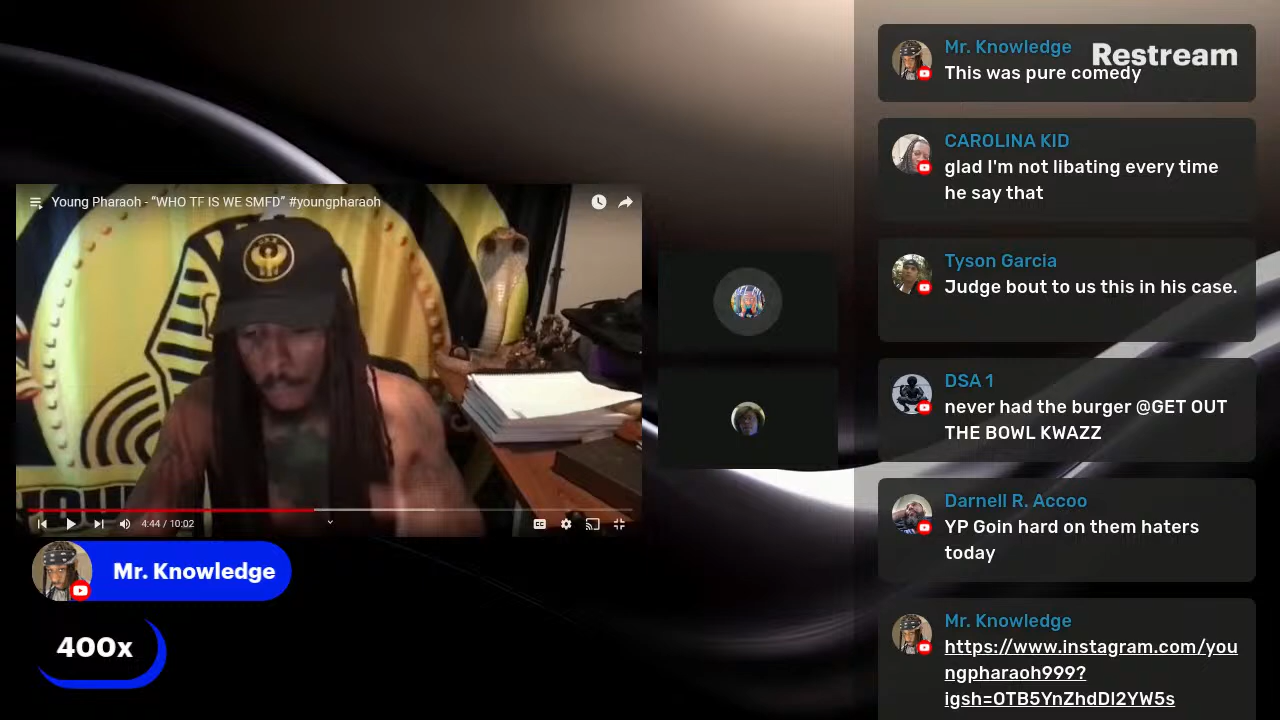 Young Pharaoh - “WHO TF IS WE SMFD” #youngpharaoh
4:44 / 10:02
CC
Mr. Knowledge
400x
Restream
Mr. Knowledge
This was pure comedy
CAROLINA KID
glad I'm not libating every time
he say that
Tyson Garcia
Judge bout to us this in his case.
DSA 1
never had the burger @GET OUT
THE BOWL KWAZZ
Darnell R. Accoo
YP Goin hard on them haters
today
Mr. Knowledge
https://www.instagram.com/you
ngpharaoh999?
igsh=OTB5YnZhdDl2YW5s